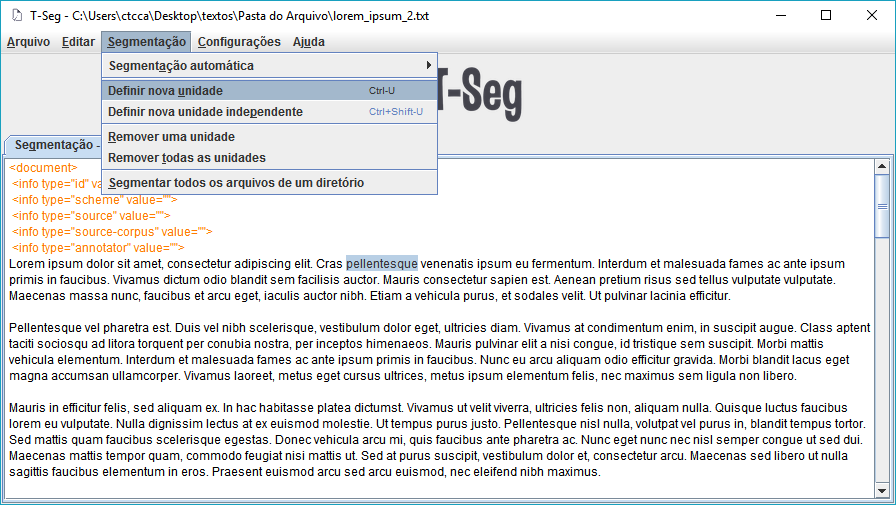 T-Seg - C:\Users\ctcca\Desktop\textos\Pasta do Arquivo\lorem_ipsum_2.txt
Arquivo Editar Segmentação Configurações Ajuda
T-Seg
Segmentação automática
Definir nova unidade Ctrl-U
Definir nova unidade independente Ctrl+Shift-U
Remover uma unidade
Remover todas as unidades
Segmentar todos os arquivos de um diretório
Segmentação -
<document>
<info type="id" va
<info type="scheme" value="">
<info type="source" value="">
<info type="source-corpus" value="">
<info type="annotator" value="">
Lorem ipsum dolor sit amet, consectetur adipiscing elit. Cras pellentesque venenatis ipsum eu fermentum. Interdum et malesuada fames ac ante ipsum
primis in faucibus. Vivamus dictum odio blandit sem facilisis auctor. Mauris consectetur sapien est. Aenean pretium risus sed tellus vulputate vulputate.
Maecenas massa nunc, faucibus et arcu eget, iaculis auctor nibh. Etiam a vehicula purus, et sodales velit. Ut pulvinar lacinia efficitur.
Pellentesque vel pharetra est. Duis vel nibh scelerisque, vestibulum dolor eget, ultricies diam. Vivamus at condimentum enim, in suscipit augue. Class aptent
taciti sociosqu ad litora torquent per conubia nostra, per inceptos himenaeos. Mauris pulvinar elit a nisi congue, id tristique sem suscipit. Morbi mattis
vehicula elementum. Interdum et malesuada fames ac ante ipsum primis in faucibus. Nunc eu arcu aliquam odio efficitur gravida. Morbi blandit lacus eget
magna accumsan ullamcorper. Vivamus laoreet, metus eget cursus ultrices, metus ipsum elementum felis, nec maximus sem ligula non libero.
Mauris in efficitur felis, sed aliquam ex. In hac habitasse platea dictumst. Vivamus ut velit viverra, ultricies felis non, aliquam nulla. Quisque luctus faucibus
lorem eu vulputate. Nulla dignissim lectus at ex euismod molestie. Ut tempus purus justo. Pellentesque nisl nulla, volutpat vel purus in, blandit tempus tortor.
Sed mattis quam faucibus scelerisque egestas. Donec vehicula arcu mi, quis faucibus ante pharetra ac. Nunc eget nunc nec nisl semper congue ut sed dui.
Maecenas mattis tempor quam, commodo feugiat nisi mattis ut. Sed at purus suscipit, vestibulum dolor et, consectetur arcu. Maecenas sed libero ut nulla
sagittis faucibus elementum in eros. Praesent euismod arcu sed arcu euismod, nec eleifend nibh maximus.